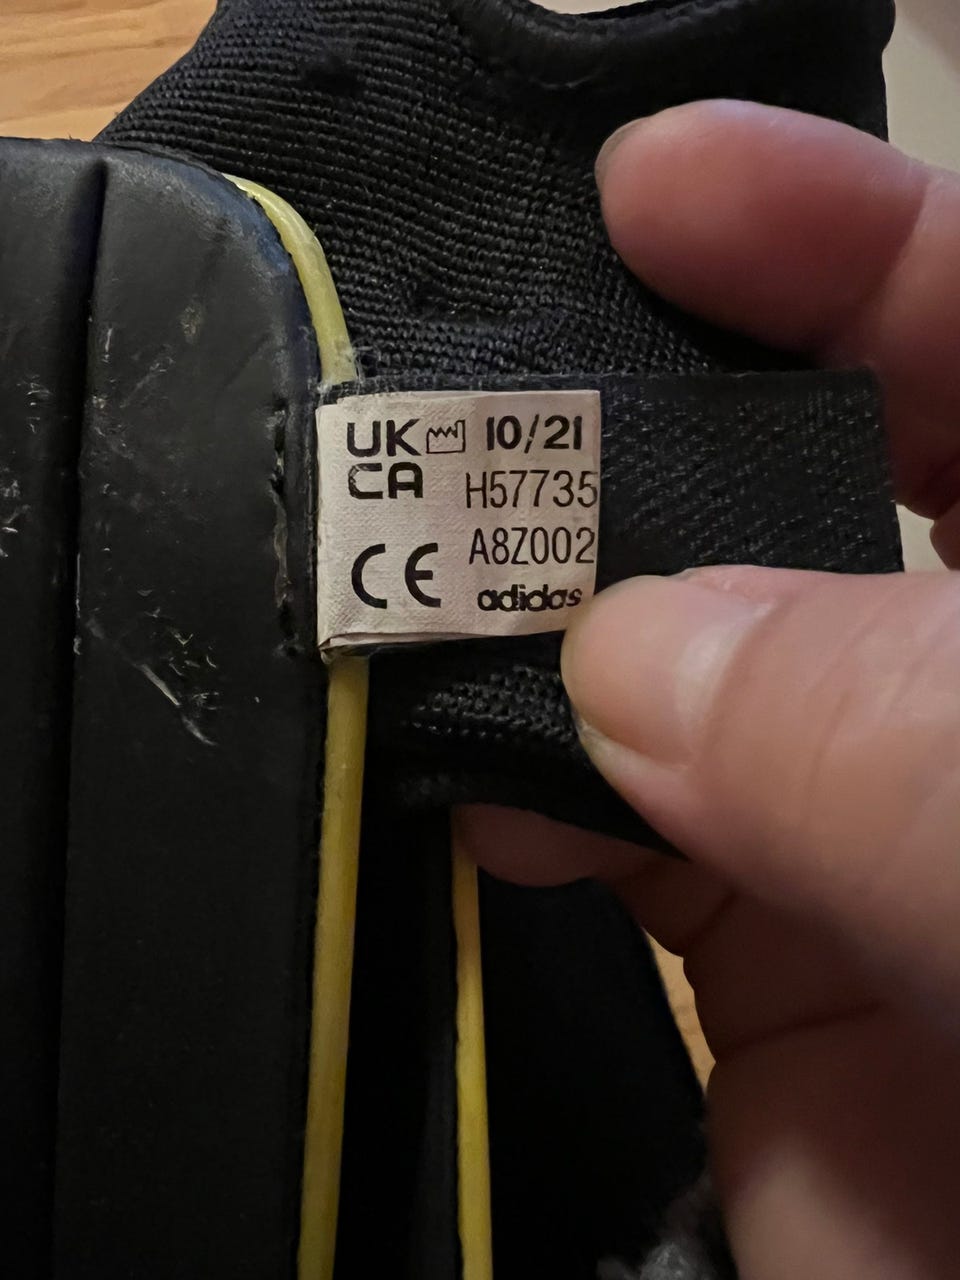 UK 10/21
CA H57735
CE A8Z002
adidas